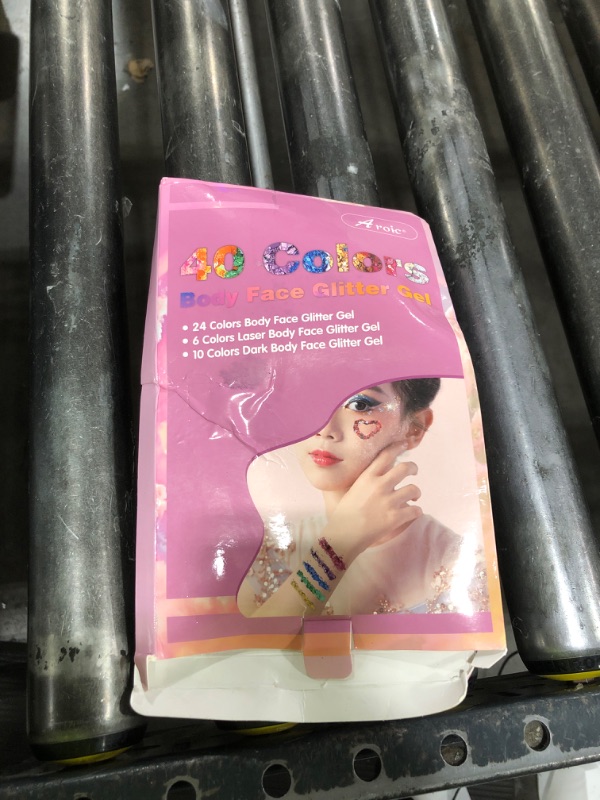 Arole
40 Colors
Body Face Glitter Gel
• 24 Colors Body Face Glitter Gel
• 6 Colors Laser Body Face Glitter Gel
• 10 Colors Dark Body Face Glitter Gel